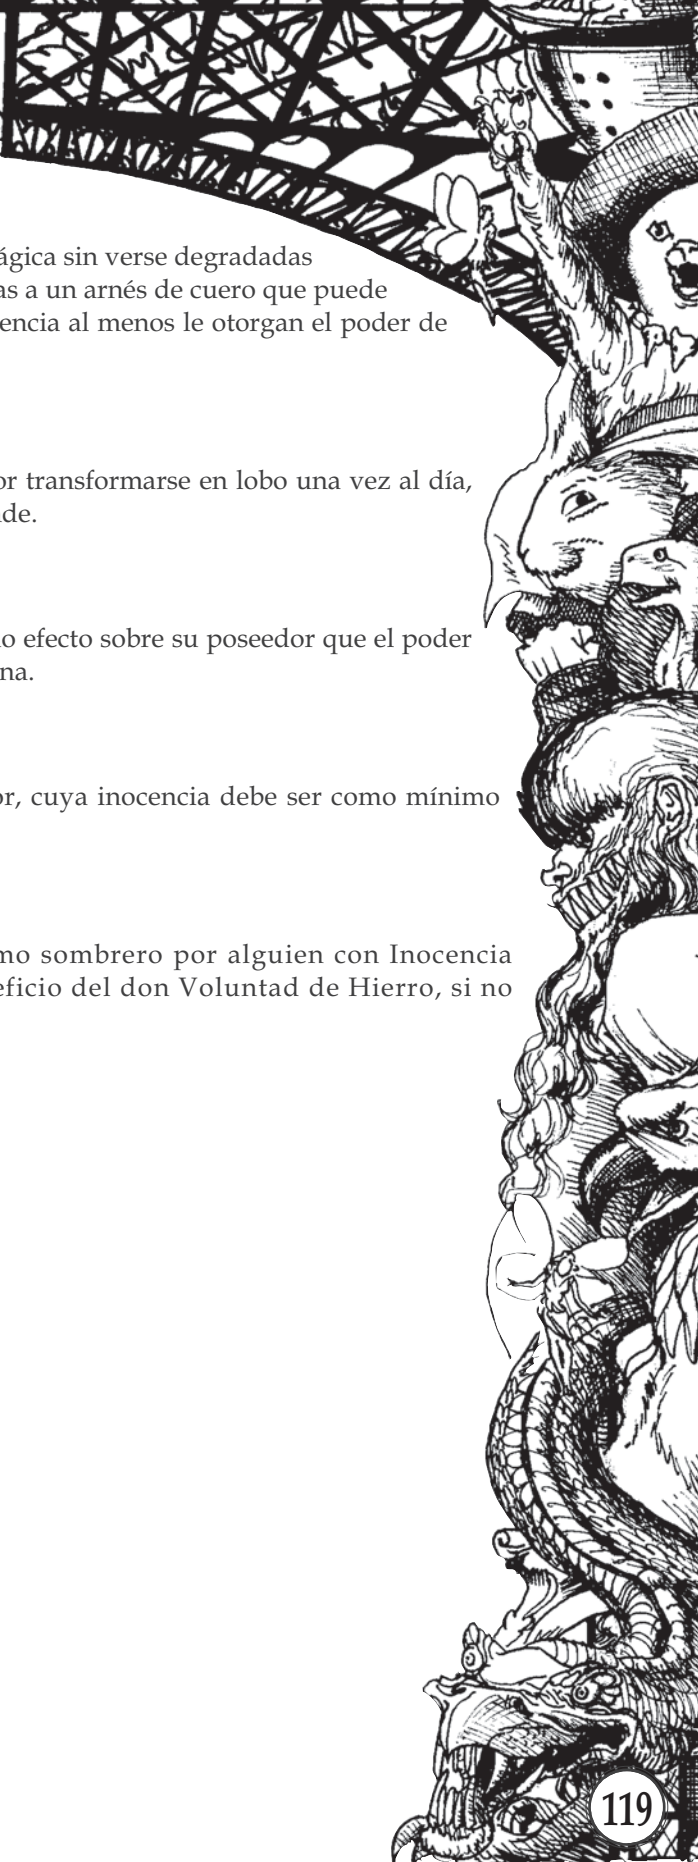 ágica sin verse degradadas
as a un arnés de cuero que puede
encia al menos le otorgan el poder de
or transformarse en lobo una vez al día,
de.
o efecto sobre su poseedor que el poder
na.
or, cuya inocencia debe ser como mínimo
mo sombrero por alguien con Inocencia
eficio del don Voluntad de Hierro, si no
119